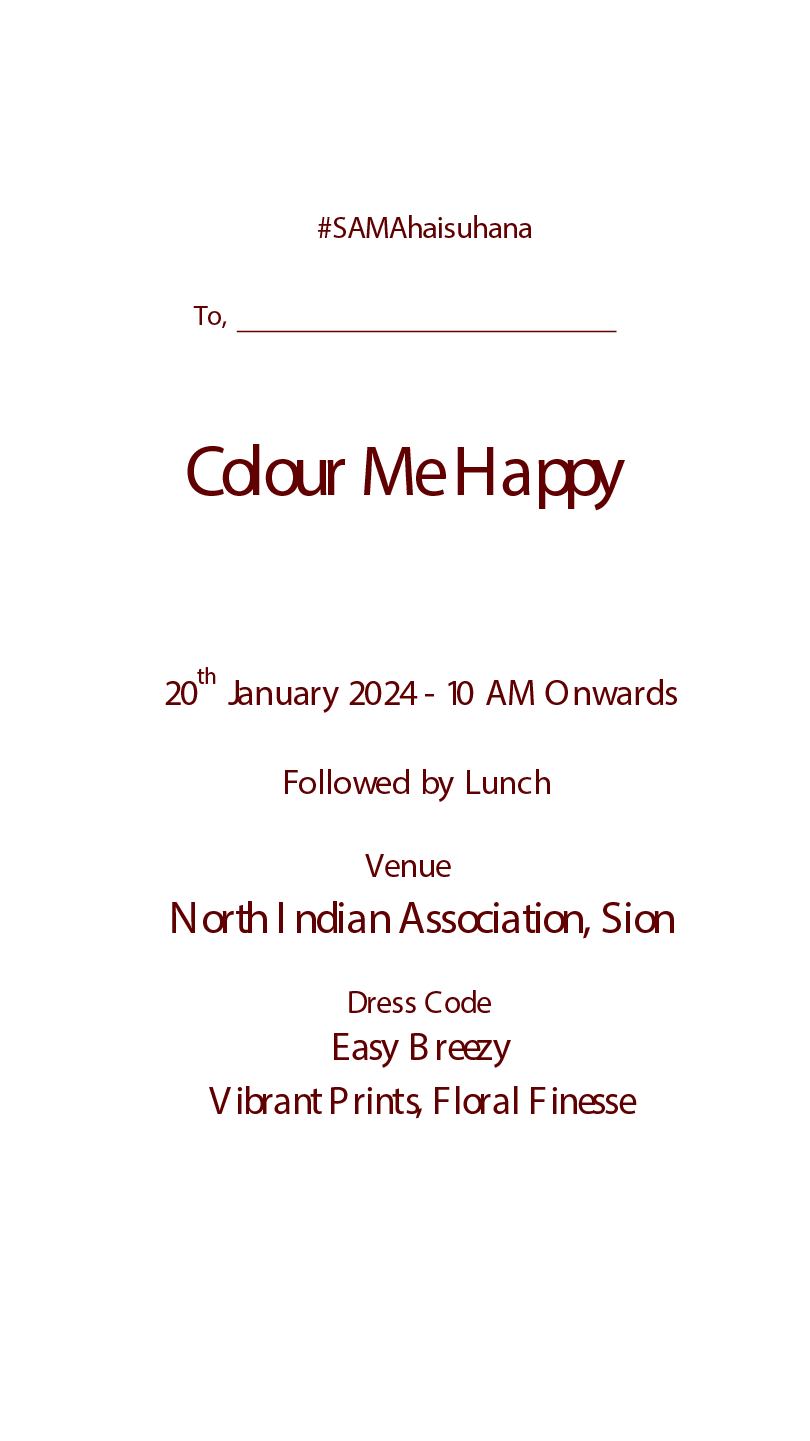 #SAMAhaisuhana
To, ____________________________
Colour Me Happy
20th January 2024 - 10 AM Onwards
Followed by Lunch
Venue
North Indian Association, Sion
Dress Code
Easy Breezy
Vibrant Prints, Floral Finesse